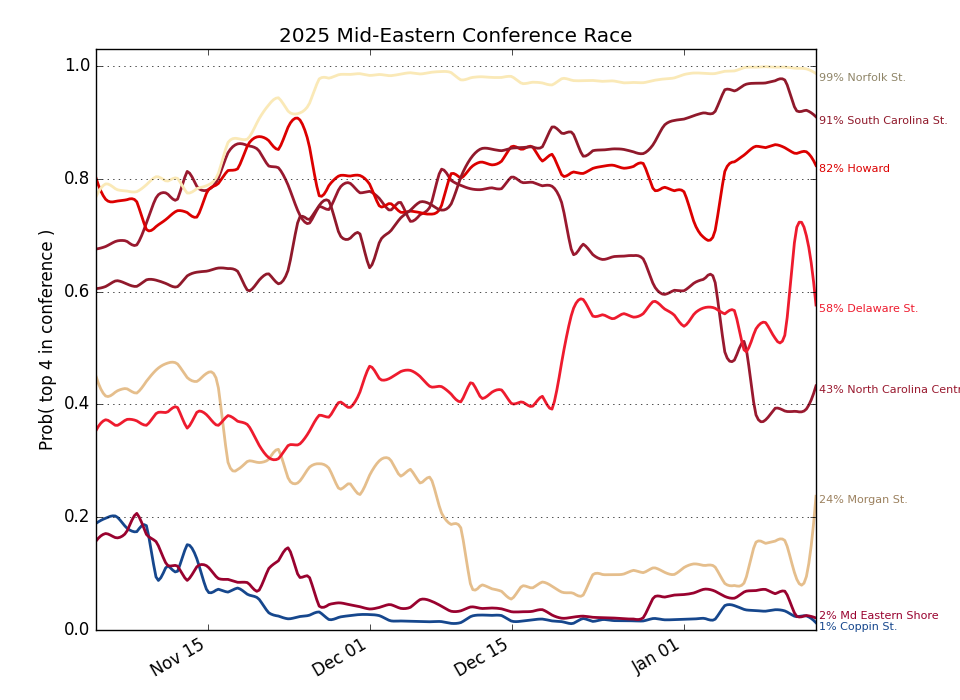 2025 Mid-Eastern Conference Race
Prob( top 4 in conference )
1.0
0.8
0.6
0.4
0.2
0.0
Nov 15
Dec 01
Dec 15
Jan 01
99% Norfolk St.
91% South Carolina St.
82% Howard
58% Delaware St.
43% North Carolina Centr
24% Morgan St.
2% Md Eastern Shore
1% Coppin St.